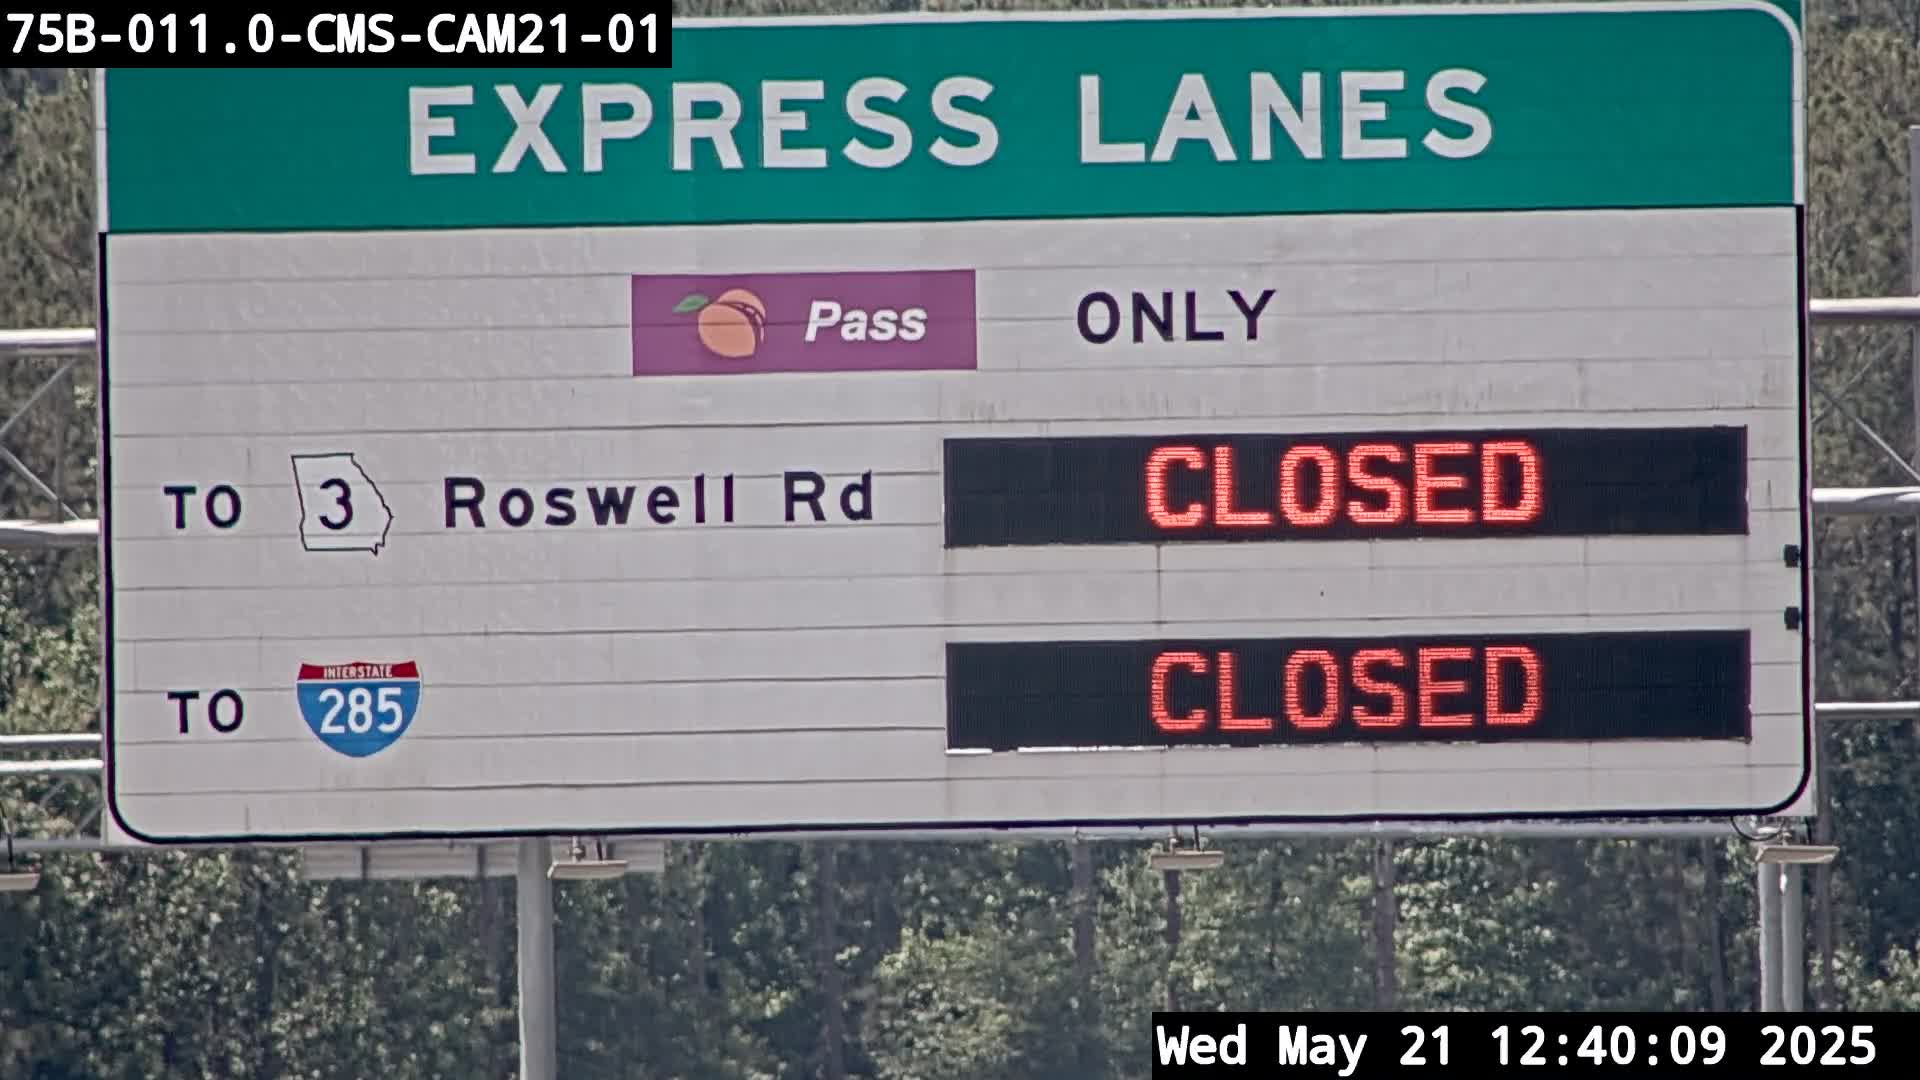 75B-011.0-CMS-CAM21-01
EXPRESS LANES
Pass ONLY
TO 3 Roswell Rd CLOSED
TO INTERSTATE 285 CLOSED
Wed May 21 12:40:09 2025